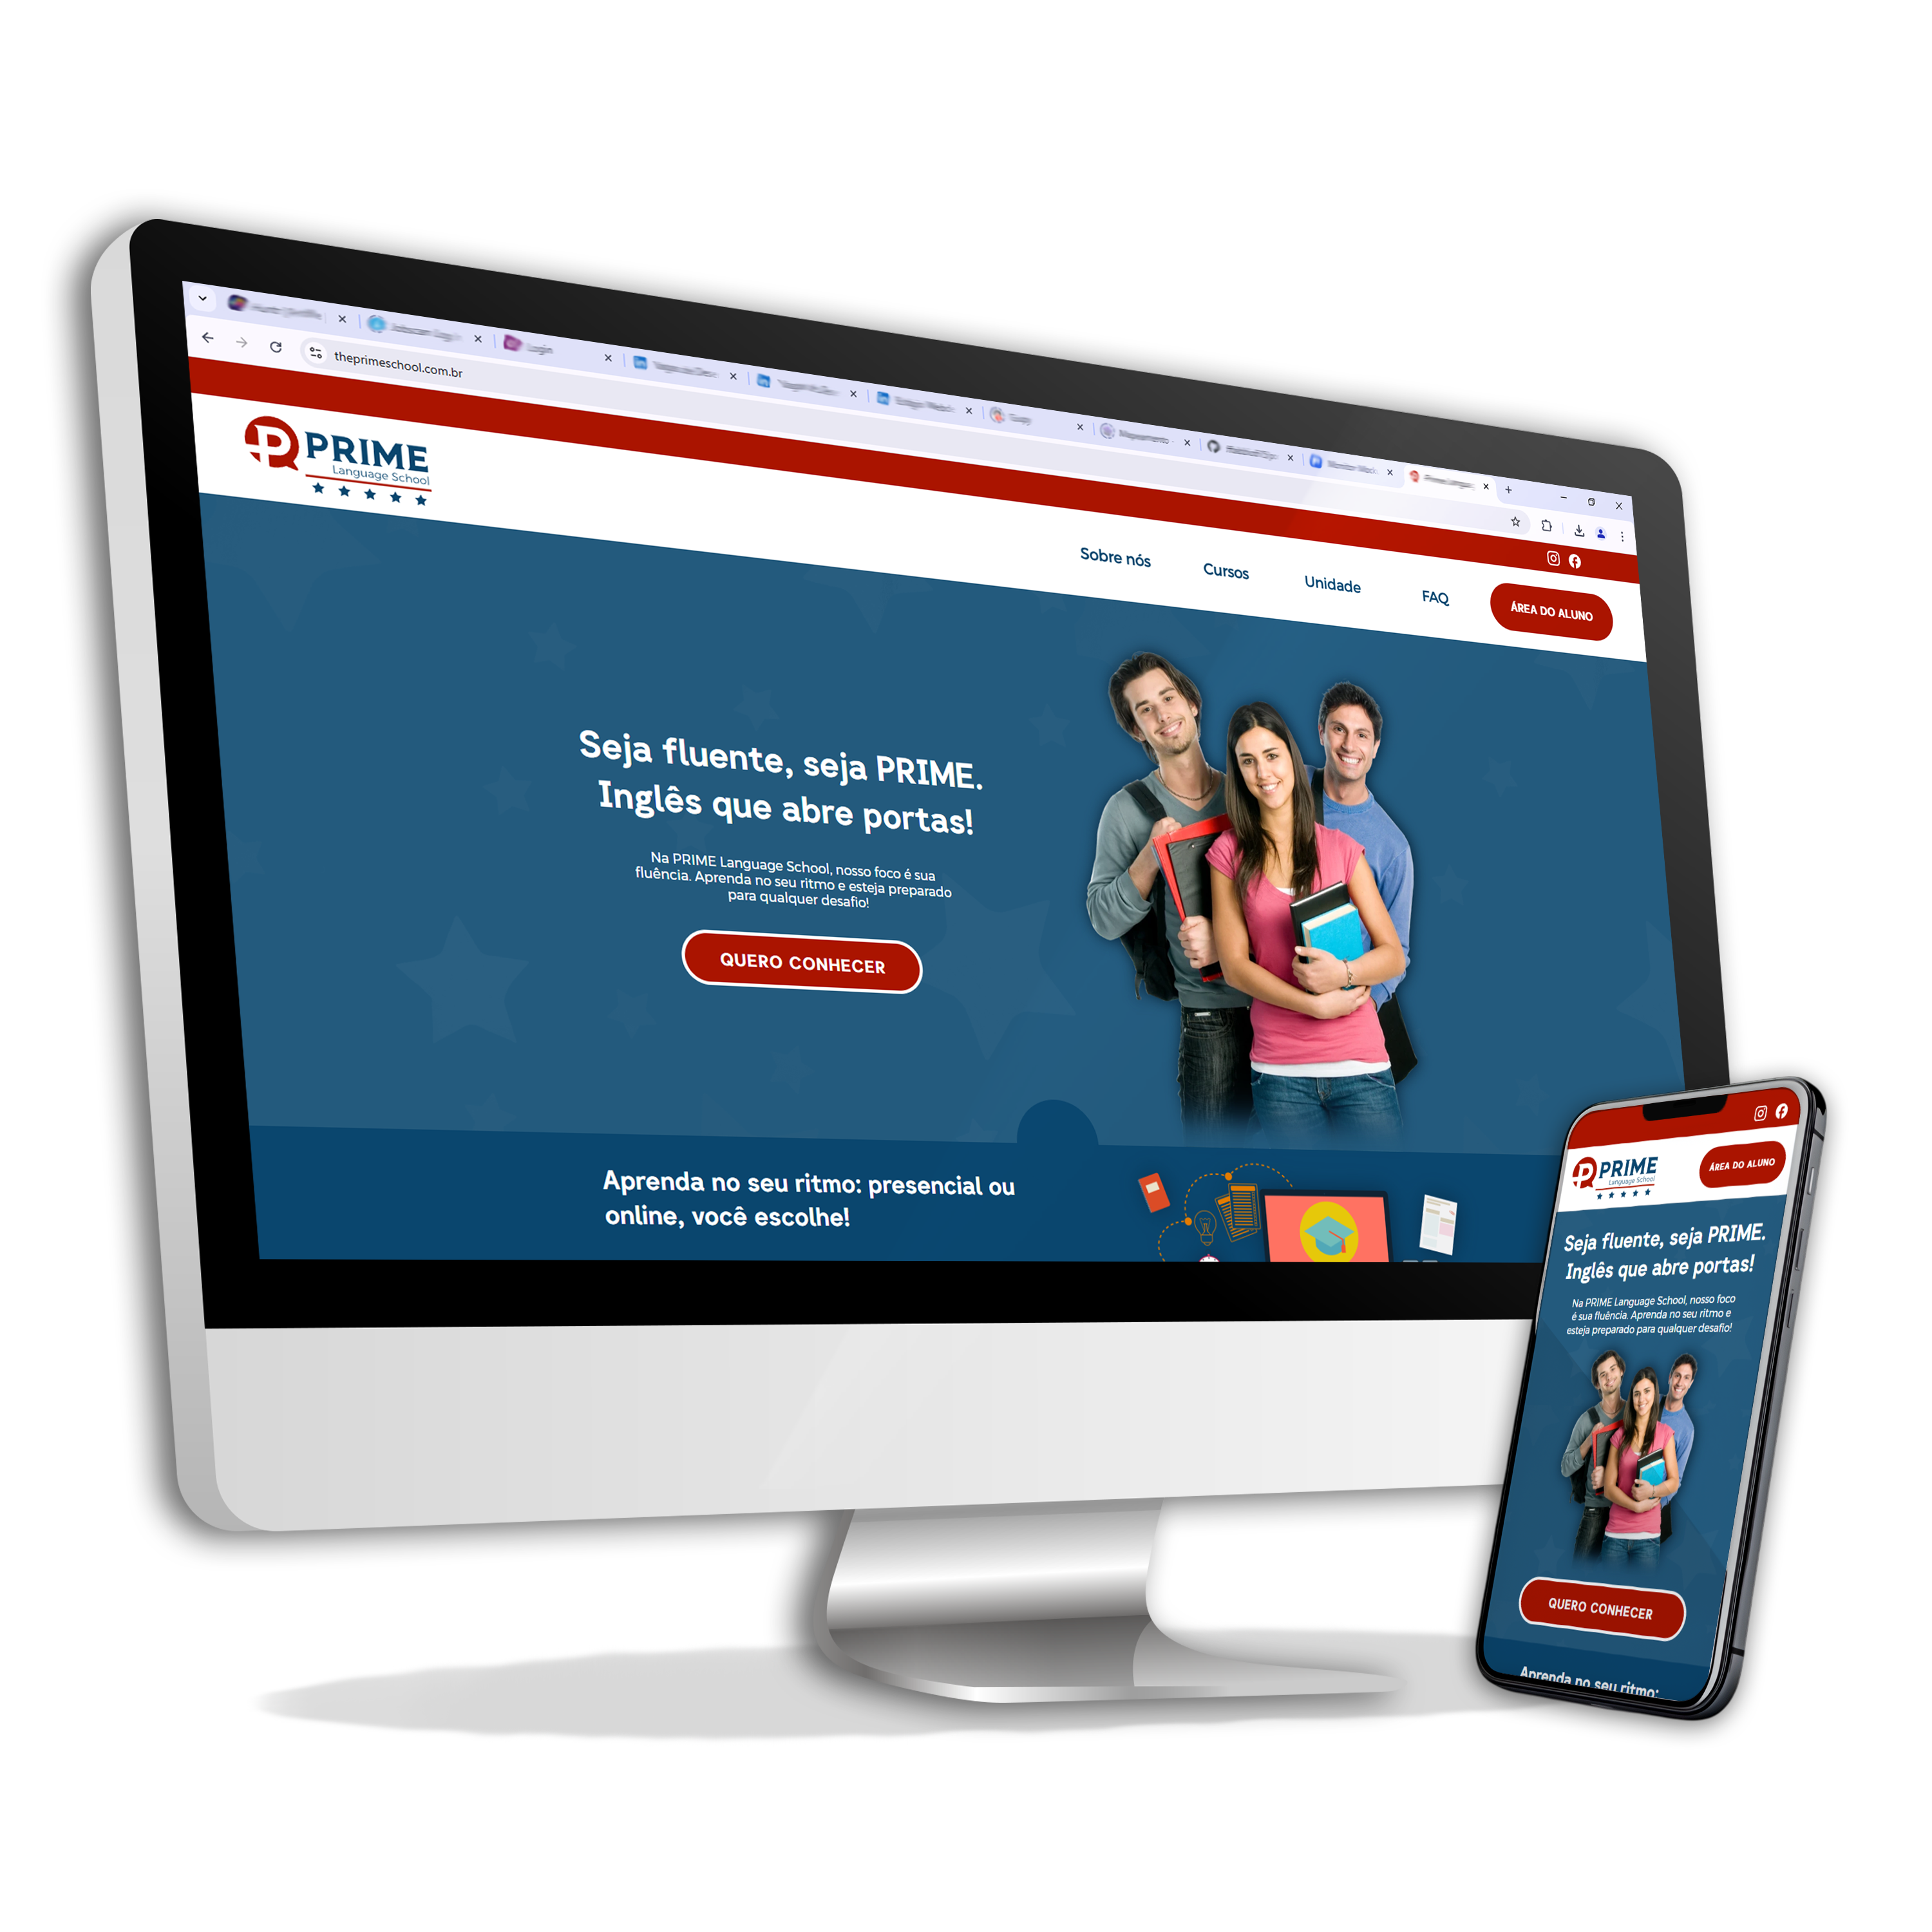 theprimeschool.com.br
PRIME
Language School
Sobre nós
Cursos
Unidade
FAQ
ÁREA DO ALUNO
Seja fluente, seja PRIME.
Inglês que abre portas!
Na PRIME Language School, nosso foco é sua
fluência. Aprenda no seu ritmo e esteja preparado
para qualquer desafio!
QUERO CONHECER
Aprenda no seu ritmo: presencial ou
online, você escolhe!
PRIME
Language School
ÁREA DO ALUNO
Seja fluente, seja PRIME.
Inglês que abre portas!
Na PRIME Language School, nosso foco
é sua fluência. Aprenda no seu ritmo e
esteja preparado para qualquer desafio!
QUERO CONHECER
Aprenda no seu ritmo: